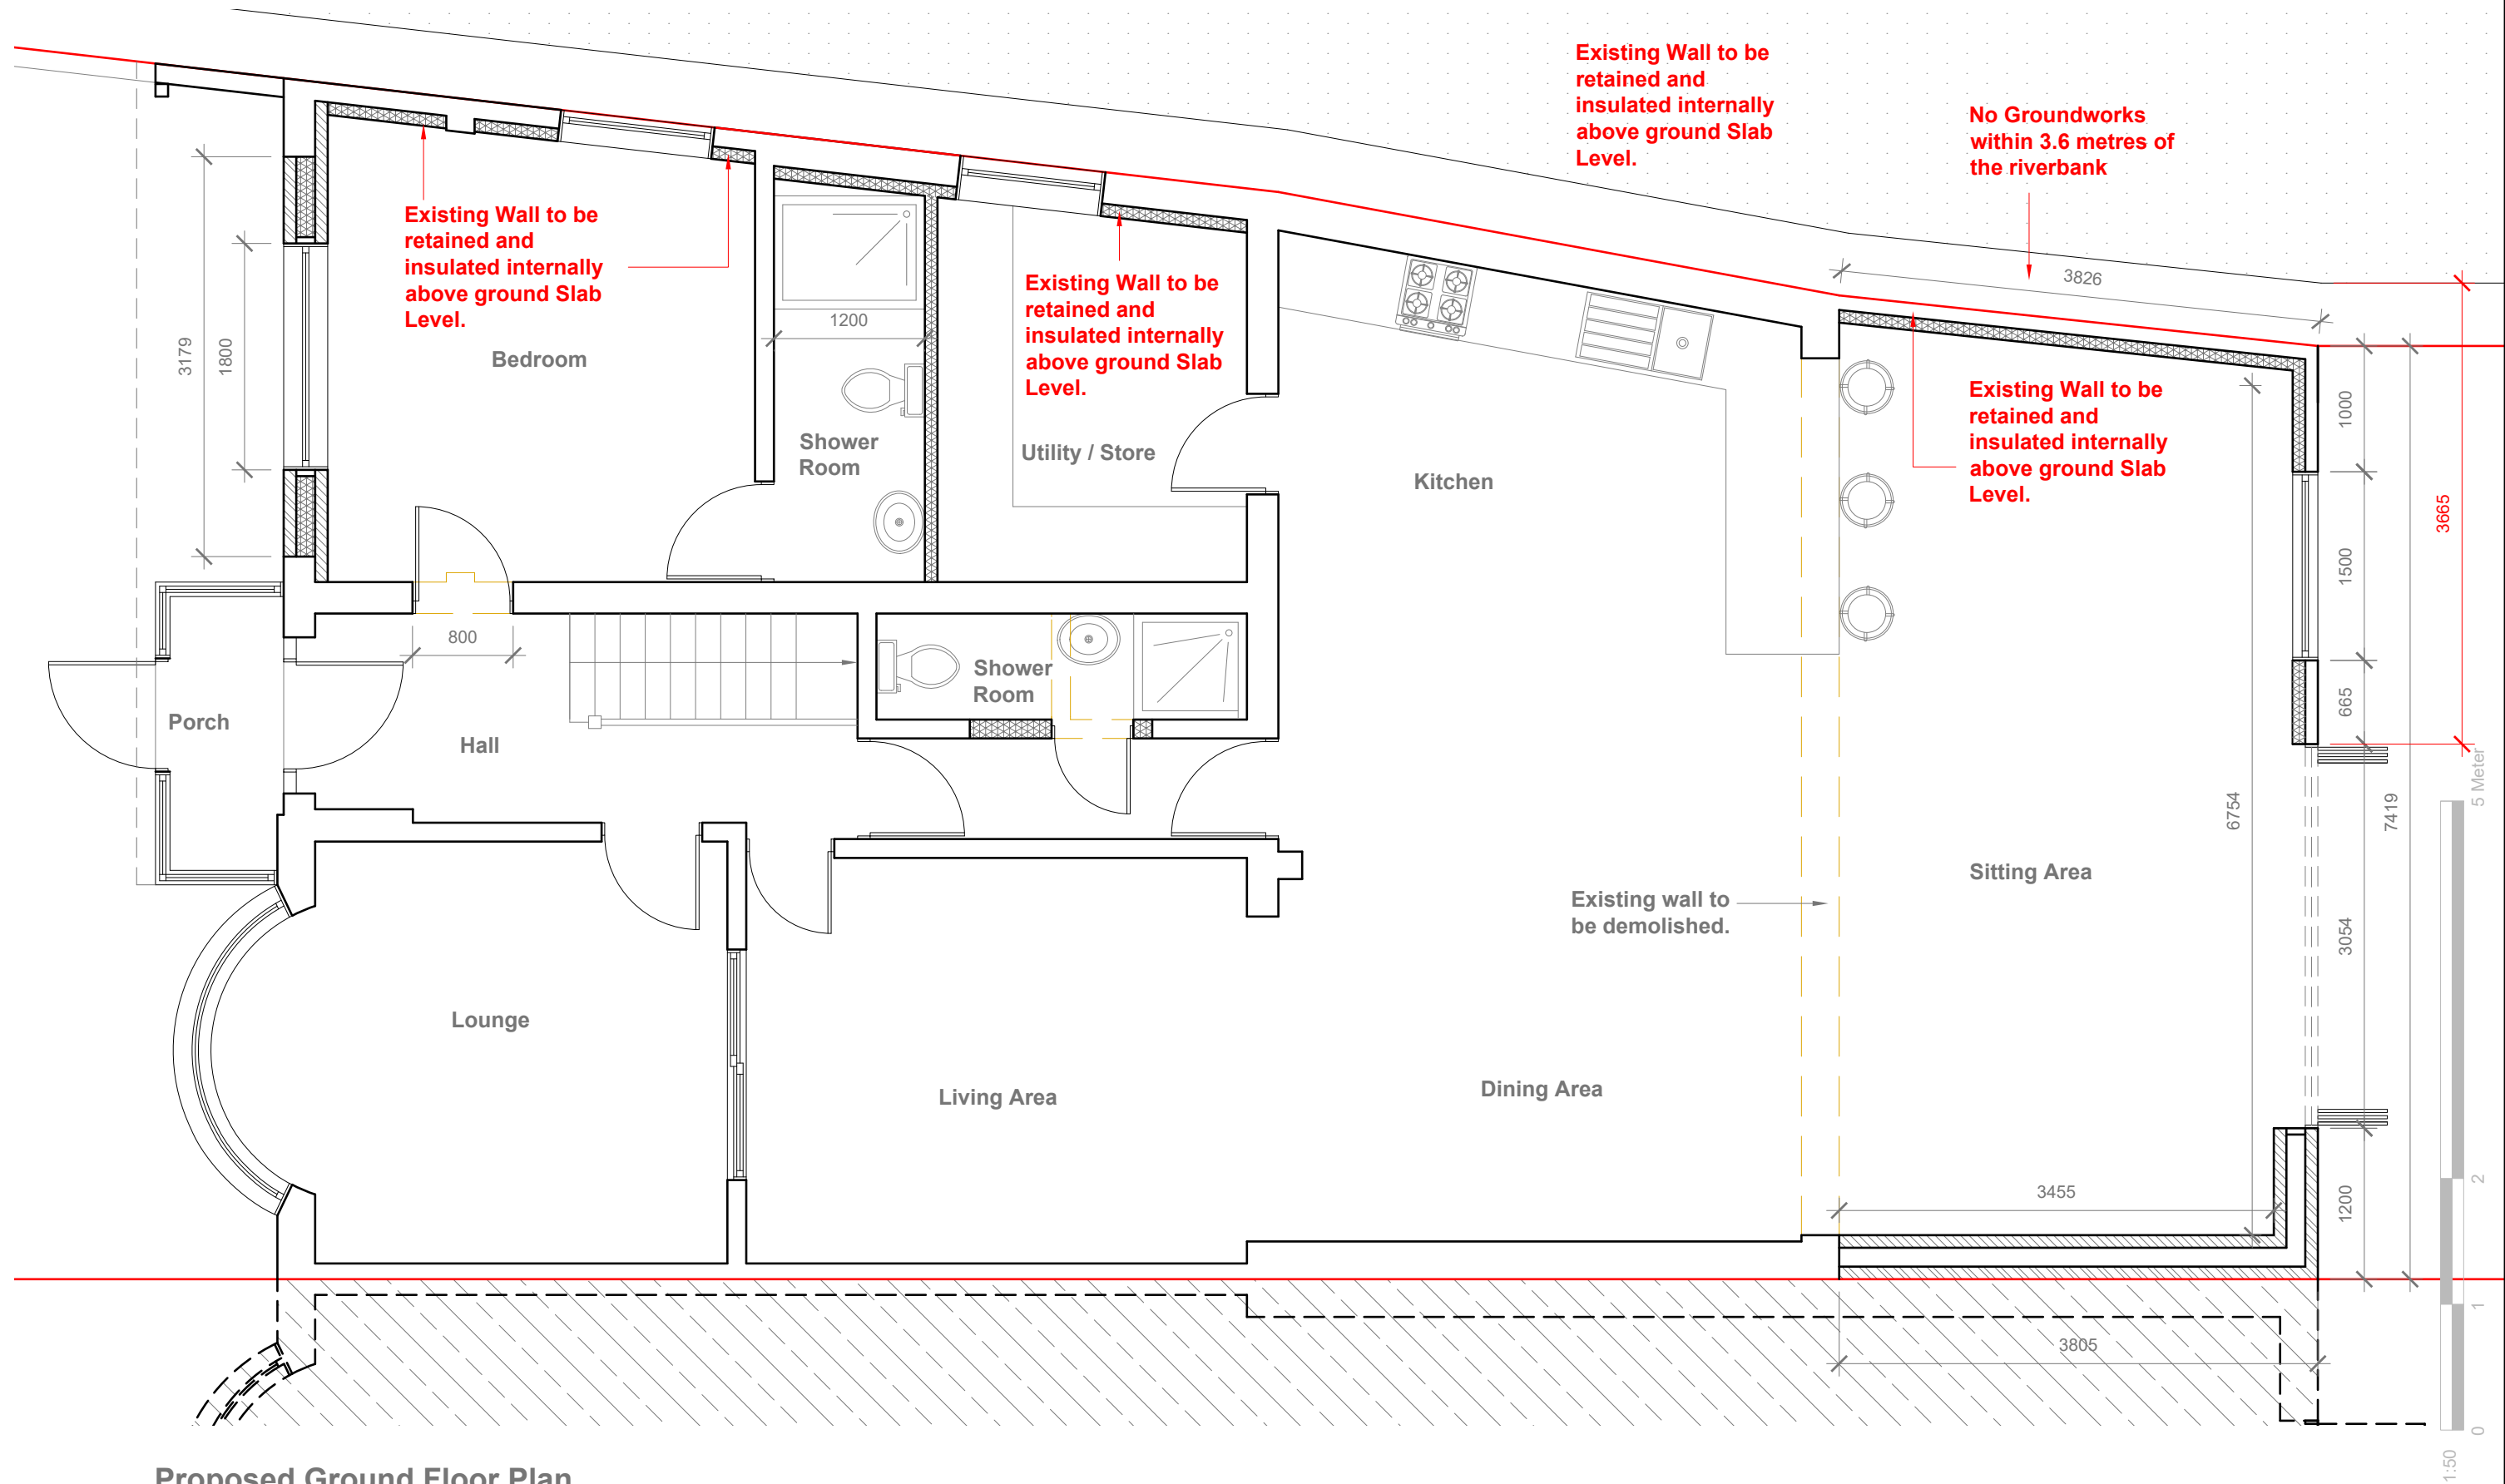 Existing Wall to be
retained and
insulated internally
above ground Slab
Level.
No Groundworks
within 3.6 metres of
the riverbank
Existing Wall to be
retained and
insulated internally
above ground Slab
Level.
Existing Wall to be
retained and
insulated internally
above ground Slab
Level.
Existing Wall to be
retained and
insulated internally
above ground Slab
Level.
3826
3179
1800
1200
Bedroom
Shower
Room
Utility / Store
Kitchen
1000
1500
665
3665
800
Shower
Room
Porch
Hall
6754
7419
5 Meter
Sitting Area
Existing wall to
be demolished.
3054
Lounge
Living Area
Dining Area
3455
1200
2
1
0
3805
1:50
Proposed Ground Floor Plan